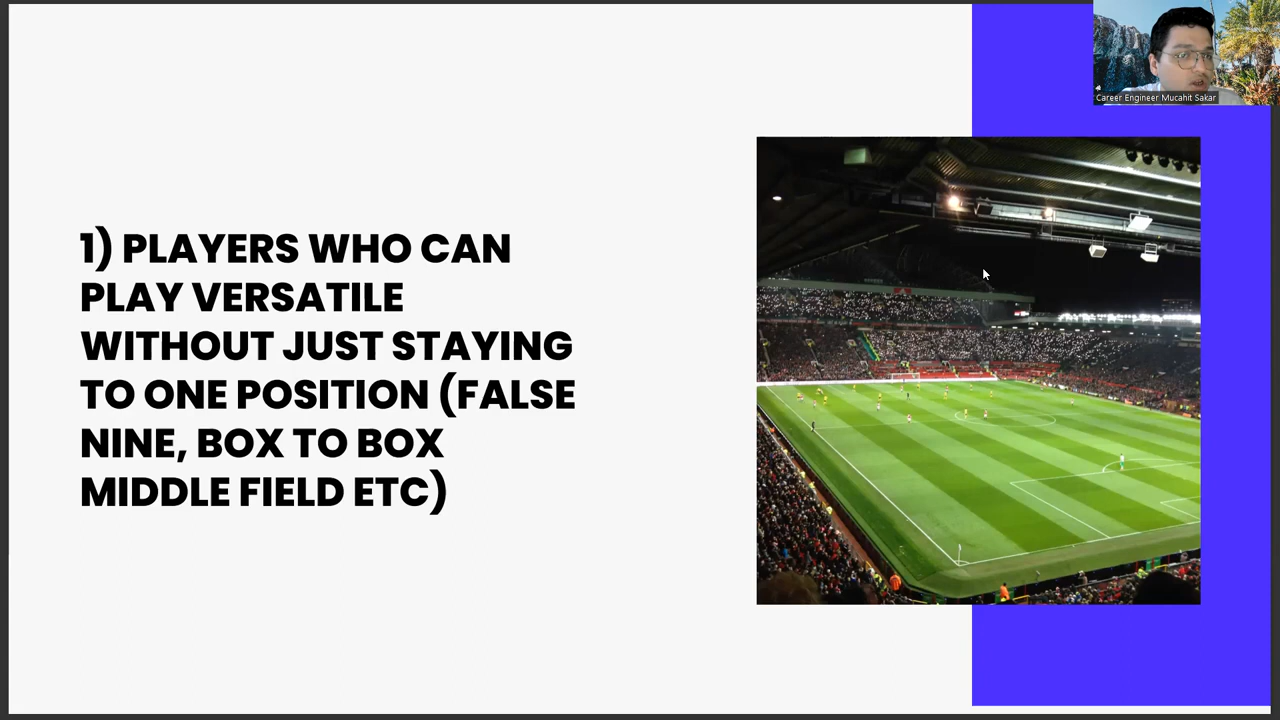 1) PLAYERS WHO CAN
PLAY VERSATILE
WITHOUT JUST STAYING
TO ONE POSITION (FALSE
NINE, BOX TO BOX
MIDDLE FIELD ETC)
Career Engineer Mucahit Sakar